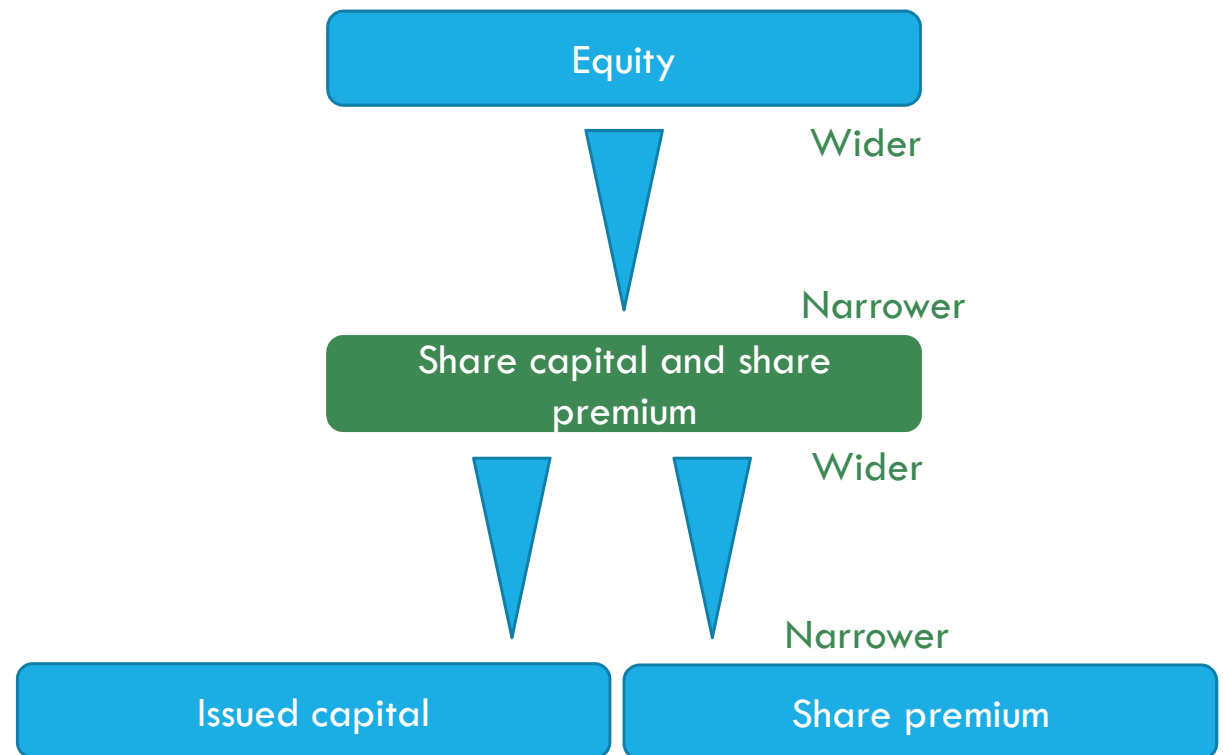 Equity
Wider
Narrower
Share capital and share
premium
Wider
Narrower
Issued capital
Share premium